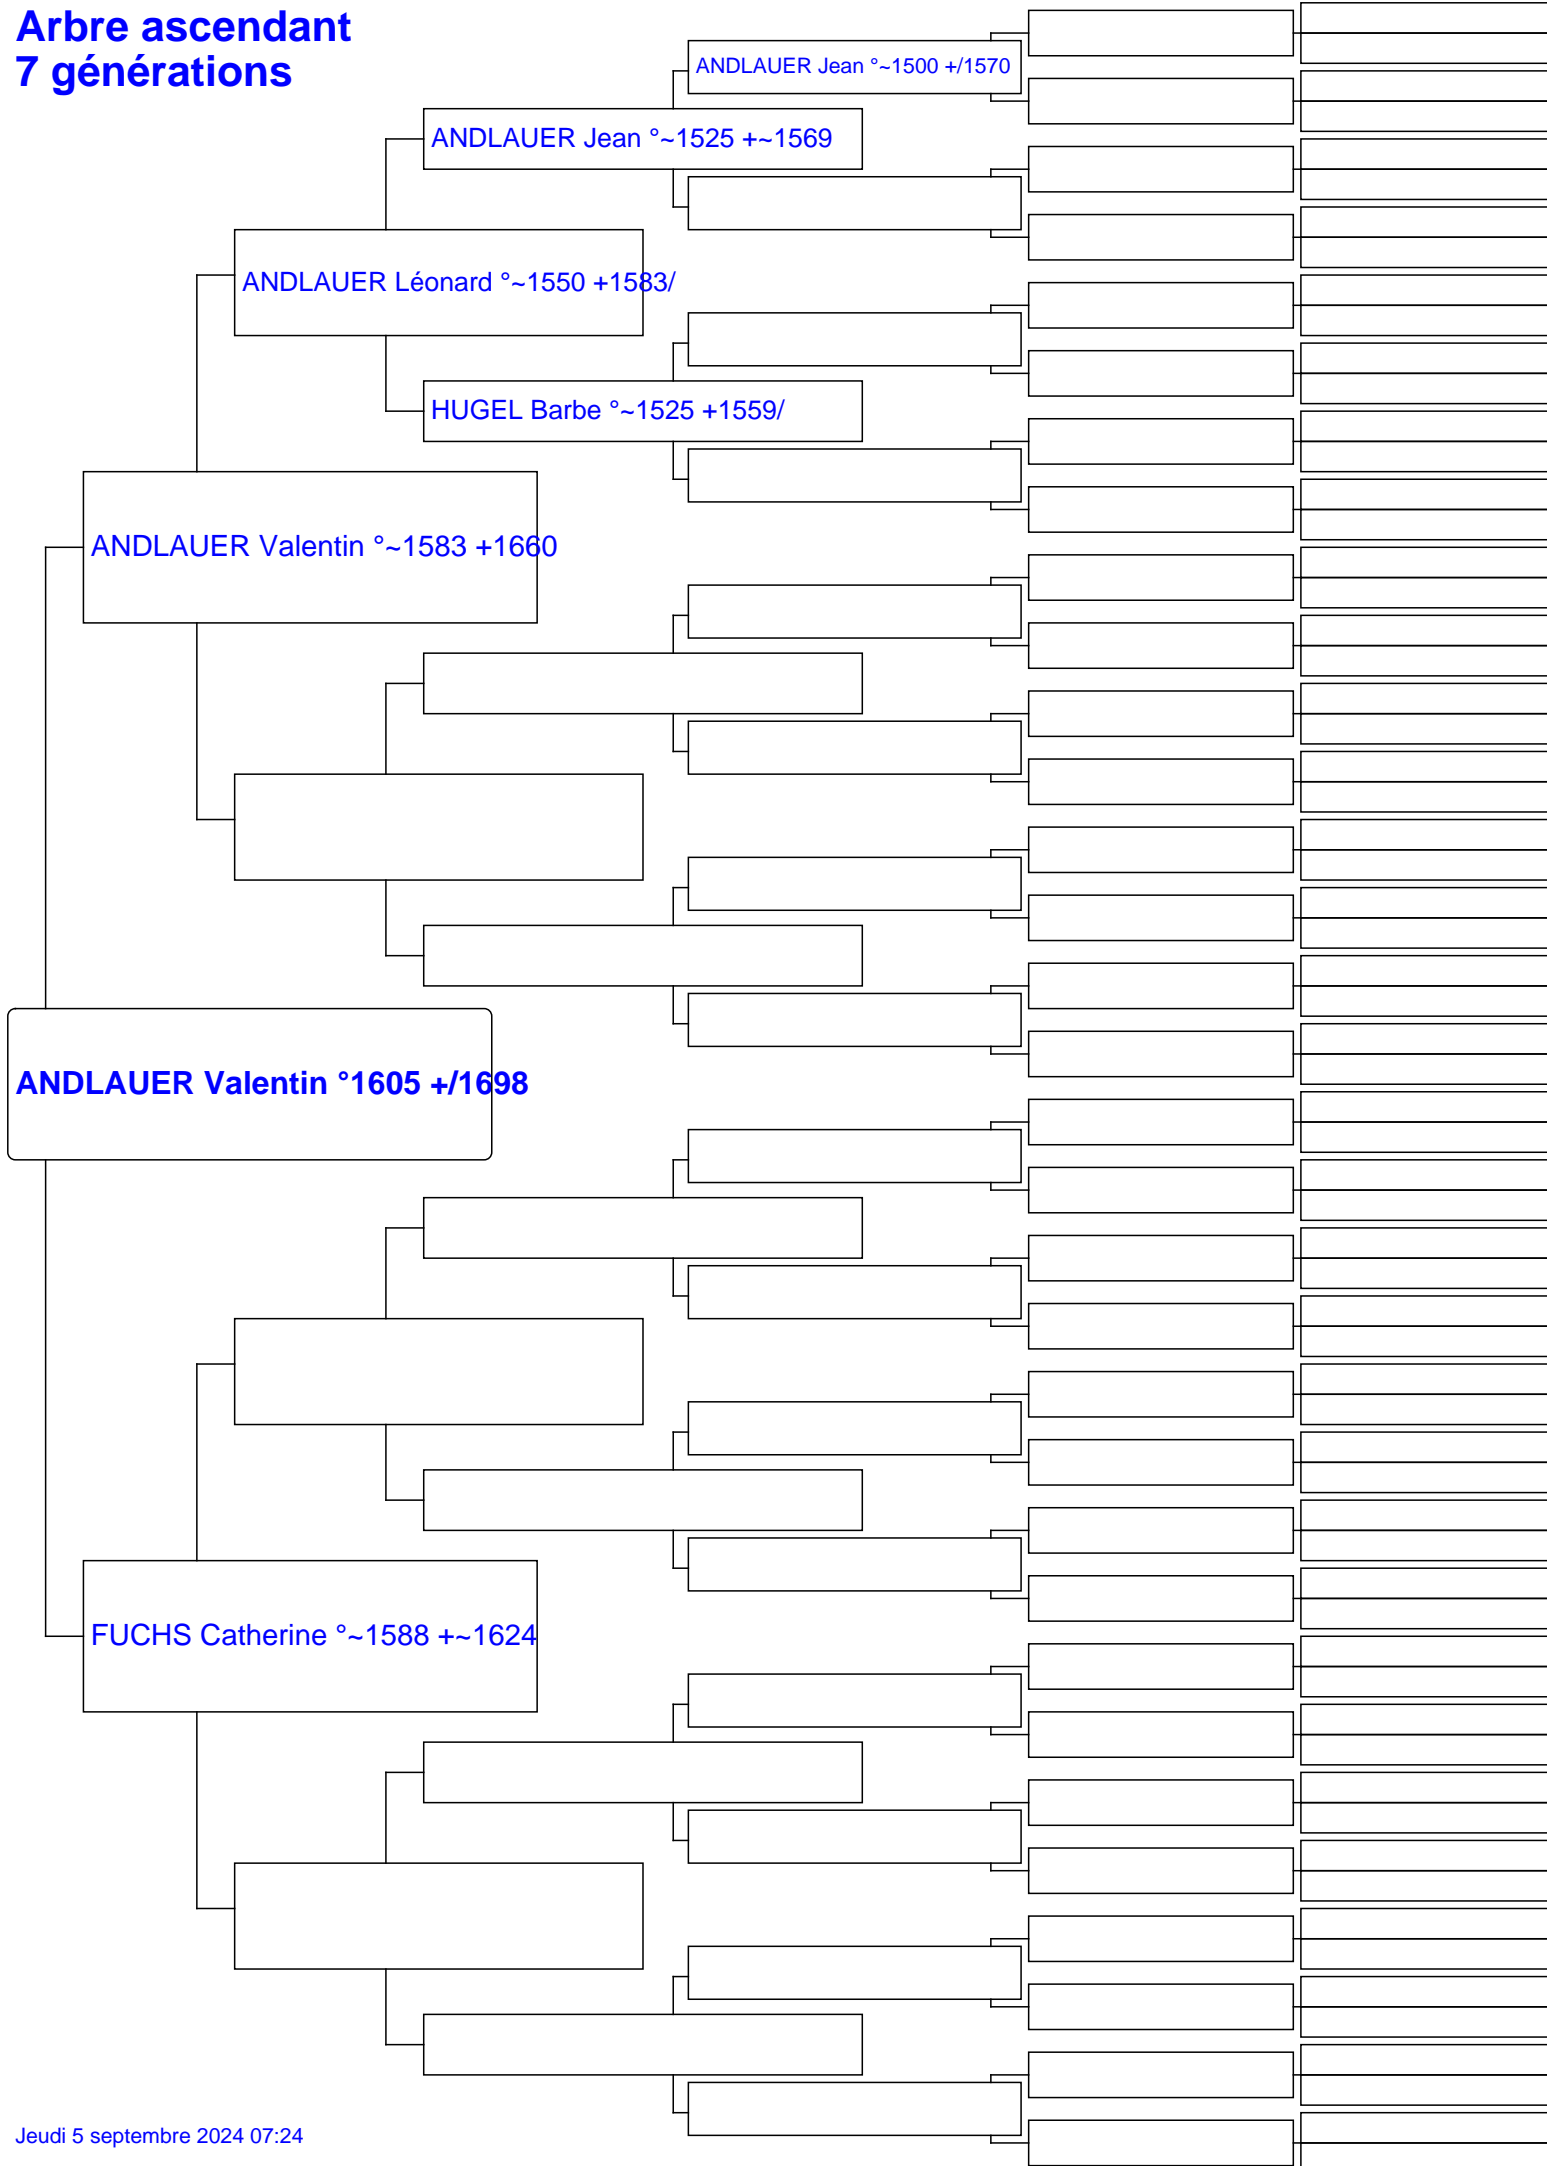 Arbre ascendant
7 générations
ANDLAUER Jean °~1500 +/1570
ANDLAUER Jean °~1525 +~1569
ANDLAUER Léonard °~1550 +1583/
HUGEL Barbe °~1525 +1559/
ANDLAUER Valentin °~1583 +1660
ANDLAUER Valentin °1605 +/1698
FUCHS Catherine °~1588 +~1624
Jeudi 5 septembre 2024 07:24